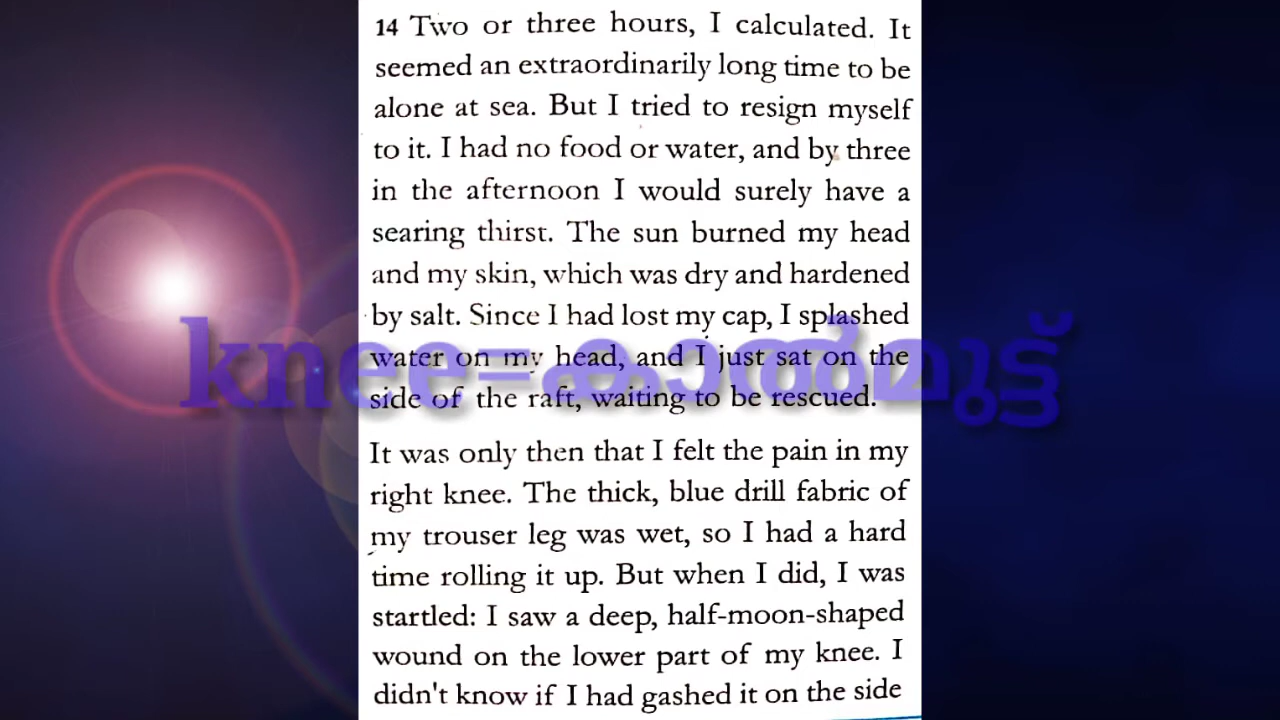 14 Two or three hours, I calculated. It
seemed an extraordinarily long time to be
alone at sea. But I tried to resign myself
to it. I had no food or water, and by three
in the afternoon I would surely have a
searing thirst. The sun burned my head
and my skin, which was dry and hardened
by salt. Since I had lost my cap, I splashed
water on my head, and I just sat on the
side of the raft, waiting to be rescued.
knee=കാൽമുട്ട്
It was only then that I felt the pain in my
right knee. The thick, blue drill fabric of
my trouser leg was wet, so I had a hard
time rolling it up. But when I did, I was
startled: I saw a deep, half-moon-shaped
wound on the lower part of my knee. I
didn't know if I had gashed it on the side